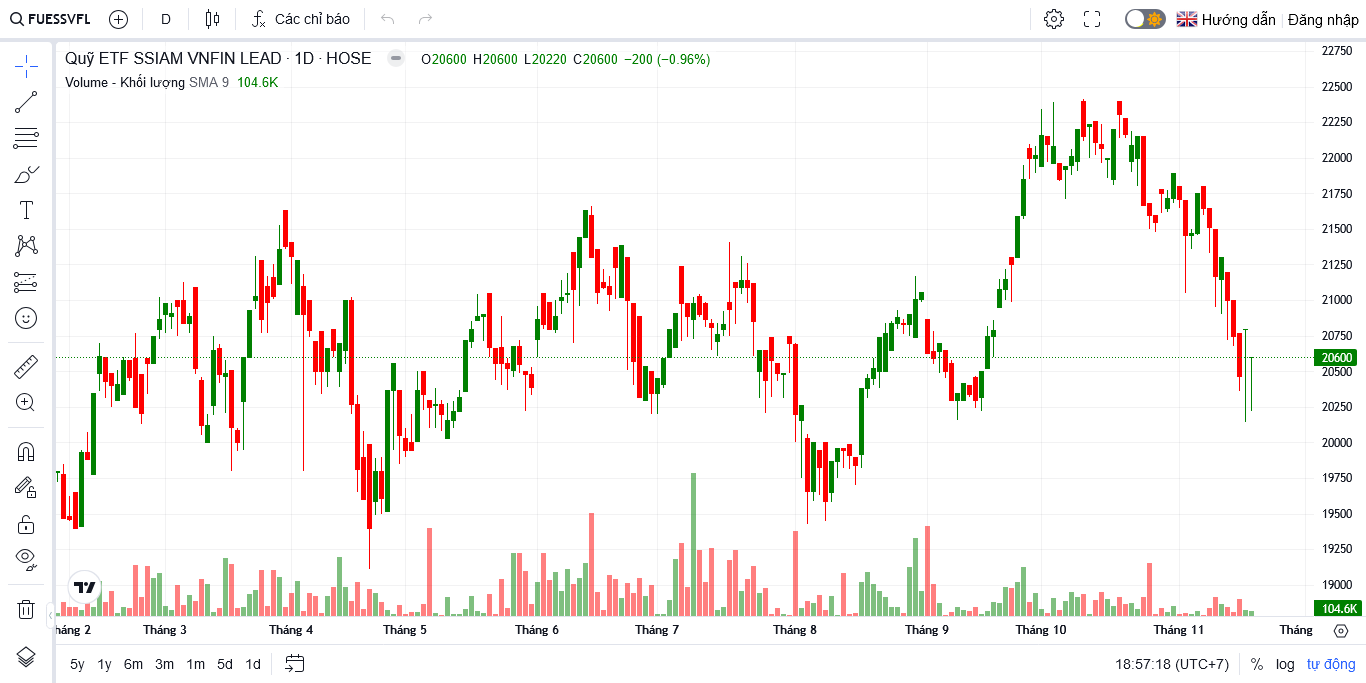 FUESSVFL D Các chỉ báo Hướng dẫn Đăng nhập
Quỹ ETF SSIAM VNFIN LEAD · 1D · HOSE O20600 H20600 L20220 C20600 −200 (−0.96%)
Volume - Khối lượng SMA 9 104.6K
22750
22500
22250
22000
21750
21500
21250
21000
20750
20600
20500
20250
20000
19750
19500
19250
19000
104.6K
háng 2 Tháng 3 Tháng 4 Tháng 5 Tháng 6 Tháng 7 Tháng 8 Tháng 9 Tháng 10 Tháng 11 Tháng
5y 1y 6m 3m 1m 5d 1d 18:57:18 (UTC+7) % log tự động